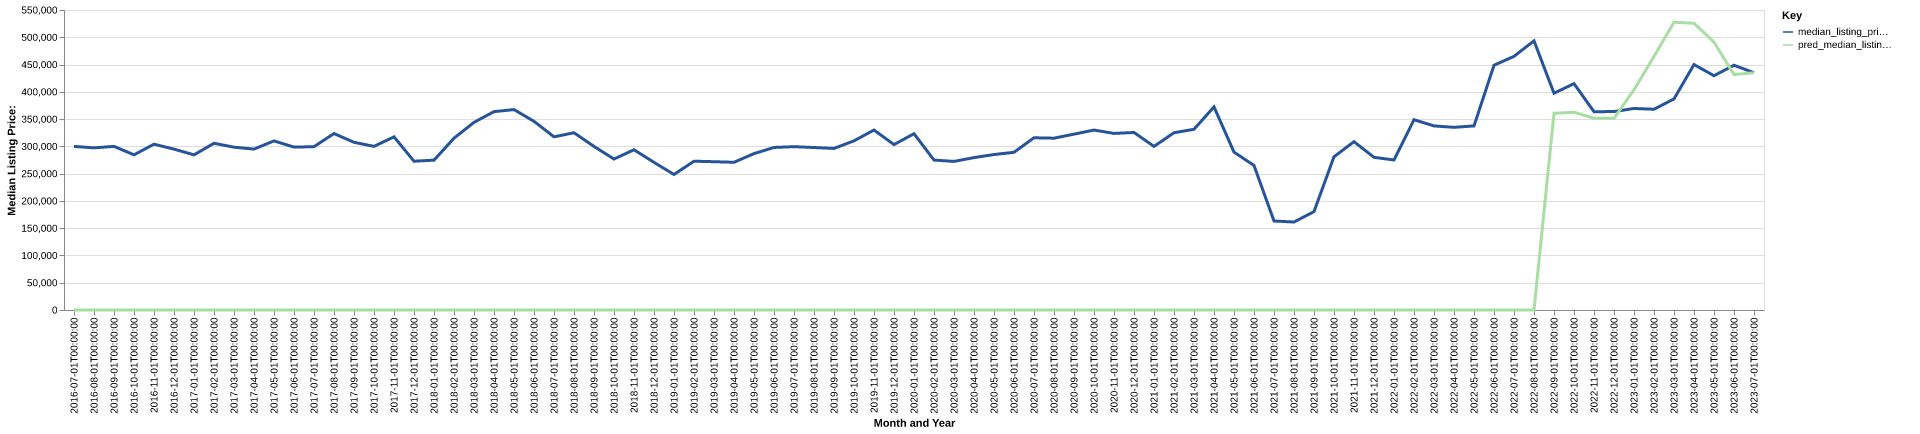 550,000
500,000
450,000
400,000
350,000
300,000
250,000
200,000
150,000
100,000
50,000
0
Median Listing Price:
2016-07-01T00:00:00
2016-08-01T00:00:00
2016-09-01T00:00:00
2016-10-01T00:00:00
2016-11-01T00:00:00
2016-12-01T00:00:00
2017-01-01T00:00:00
2017-02-01T00:00:00
2017-03-01T00:00:00
2017-04-01T00:00:00
2017-05-01T00:00:00
2017-06-01T00:00:00
2017-07-01T00:00:00
2017-08-01T00:00:00
2017-09-01T00:00:00
2017-10-01T00:00:00
2017-11-01T00:00:00
2017-12-01T00:00:00
2018-01-01T00:00:00
2018-02-01T00:00:00
2018-03-01T00:00:00
2018-04-01T00:00:00
2018-05-01T00:00:00
2018-06-01T00:00:00
2018-07-01T00:00:00
2018-08-01T00:00:00
2018-09-01T00:00:00
2018-10-01T00:00:00
2018-11-01T00:00:00
2018-12-01T00:00:00
2019-01-01T00:00:00
2019-02-01T00:00:00
2019-03-01T00:00:00
2019-04-01T00:00:00
2019-05-01T00:00:00
2019-06-01T00:00:00
2019-07-01T00:00:00
2019-08-01T00:00:00
2019-09-01T00:00:00
2019-10-01T00:00:00
2019-11-01T00:00:00
2019-12-01T00:00:00
2020-01-01T00:00:00
2020-02-01T00:00:00
2020-03-01T00:00:00
2020-04-01T00:00:00
2020-05-01T00:00:00
2020-06-01T00:00:00
2020-07-01T00:00:00
2020-08-01T00:00:00
2020-09-01T00:00:00
2020-10-01T00:00:00
2020-11-01T00:00:00
2020-12-01T00:00:00
2021-01-01T00:00:00
2021-02-01T00:00:00
2021-03-01T00:00:00
2021-04-01T00:00:00
2021-05-01T00:00:00
2021-06-01T00:00:00
2021-07-01T00:00:00
2021-08-01T00:00:00
2021-09-01T00:00:00
2021-10-01T00:00:00
2021-11-01T00:00:00
2021-12-01T00:00:00
2022-01-01T00:00:00
2022-02-01T00:00:00
2022-03-01T00:00:00
2022-04-01T00:00:00
2022-05-01T00:00:00
2022-06-01T00:00:00
2022-07-01T00:00:00
2022-08-01T00:00:00
2022-09-01T00:00:00
2022-10-01T00:00:00
2022-11-01T00:00:00
2022-12-01T00:00:00
2023-01-01T00:00:00
2023-02-01T00:00:00
2023-03-01T00:00:00
2023-04-01T00:00:00
2023-05-01T00:00:00
2023-06-01T00:00:00
2023-07-01T00:00:00
Month and Year
Key
median_listing_pri…
pred_median_listin…